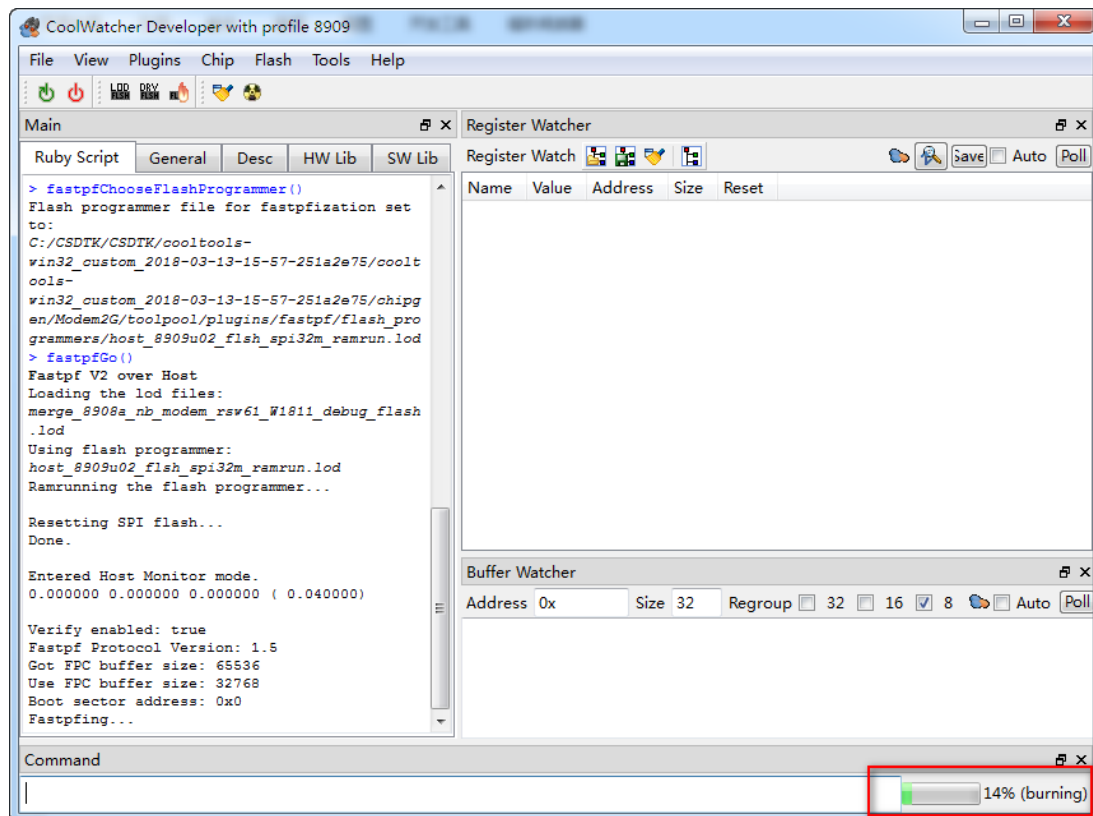 CoolWatcher Developer with profile 8909
File View Plugins Chip Flash Tools Help
LOD FLSH DRV FLSH FL
Main
Ruby Script General Desc HW Lib SW Lib
> fastpfChooseFlashProgrammer()
Flash programmer file for fastpfization set
to:
C:/CSDTK/CSDTK/cooltools-
win32_custom_2018-03-13-15-57-251a2e75/coolt
ools-
win32_custom_2018-03-13-15-57-251a2e75/chipg
en/Modem2G/toolpool/plugins/fastpf/flash_pro
grammers/host_8909u02_flsh_spi32m_ramrun.lod
> fastpfGo()
Fastpf V2 over Host
Loading the lod files:
merge_8908a_nb_modem_rsv61_W1811_debug_flash
.lod
Using flash programmer:
host_8909u02_flsh_spi32m_ramrun.lod
Ramrunning the flash programmer...
Resetting SPI flash...
Done.
Entered Host Monitor mode.
0.000000 0.000000 0.000000 ( 0.040000)
Verify enabled: true
Fastpf Protocol Version: 1.5
Got FPC buffer size: 65536
Use FPC buffer size: 32768
Boot sector address: 0x0
Fastpfing...
Register Watcher
Register Watch Save Auto Poll
Name Value Address Size Reset
Buffer Watcher
Address 0x Size 32 Regroup 32 16 8 Auto Poll
Command
14% (burning)